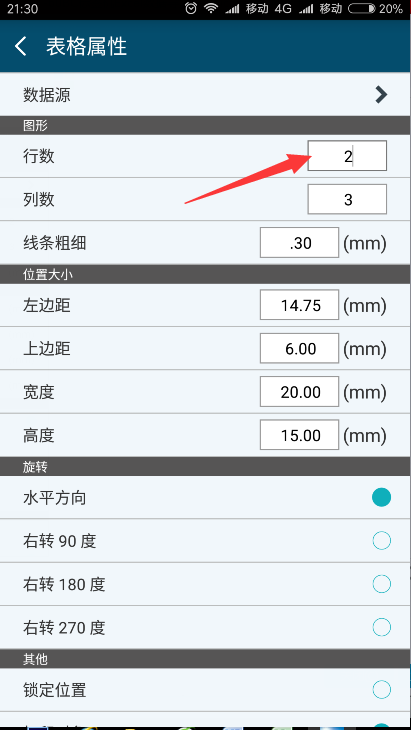 21:30 移动 4G 移动 20%
表格属性
数据源
图形
行数 2
列数 3
线条粗细 .30 (mm)
位置大小
左边距 14.75 (mm)
上边距 6.00 (mm)
宽度 20.00 (mm)
高度 15.00 (mm)
旋转
水平方向
右转 90 度
右转 180 度
右转 270 度
其他
锁定位置